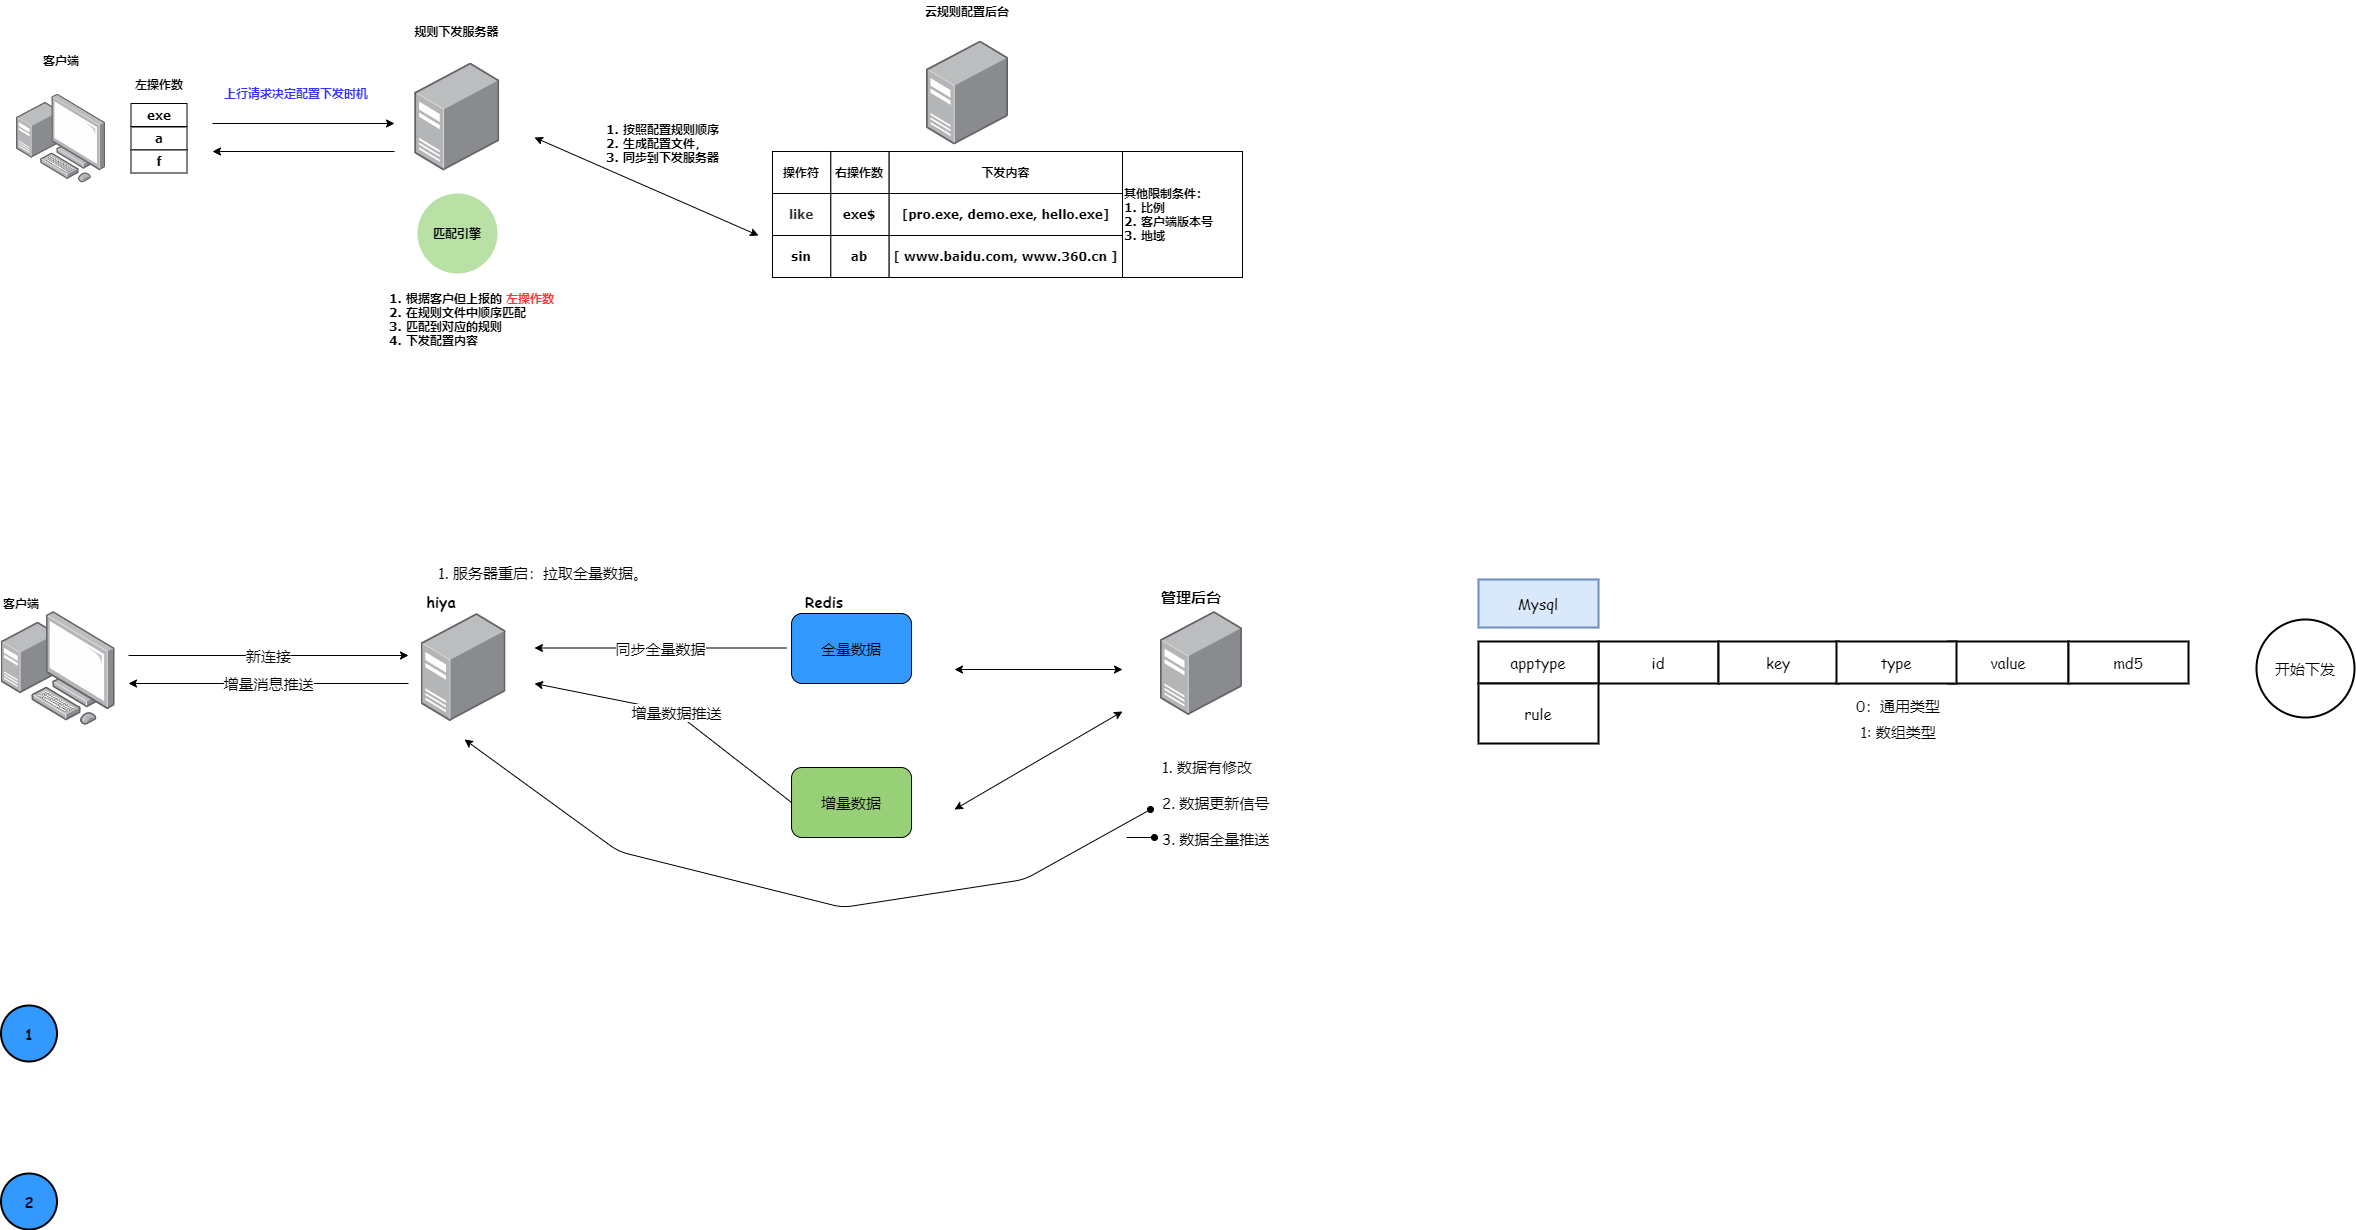 云规则配置后台
规则下发服务器
客户端
左操作数
exe
a
f
上行请求决定配置下发时机
1. 按照配置规则顺序
2. 生成配置文件，
3. 同步到下发服务器
操作符 右操作数 下发内容
like exe$ [pro.exe, demo.exe, hello.exe]
sin ab [ www.baidu.com, www.360.cn ]
其他限制条件：
1. 比例
2. 客户端版本号
3. 地域
匹配引擎
1. 根据客户但上报的 左操作数
2. 在规则文件中顺序匹配
3. 匹配到对应的规则
4. 下发配置内容
1. 服务器重启：拉取全量数据。
客户端
hiya
Redis
管理后台
新连接
增量消息推送
同步全量数据
全量数据
增量数据推送
增量数据
1. 数据有修改
2. 数据更新信号
3. 数据全量推送
Mysql
apptype id key type value md5
rule
0：通用类型
1: 数组类型
开始下发
1
2